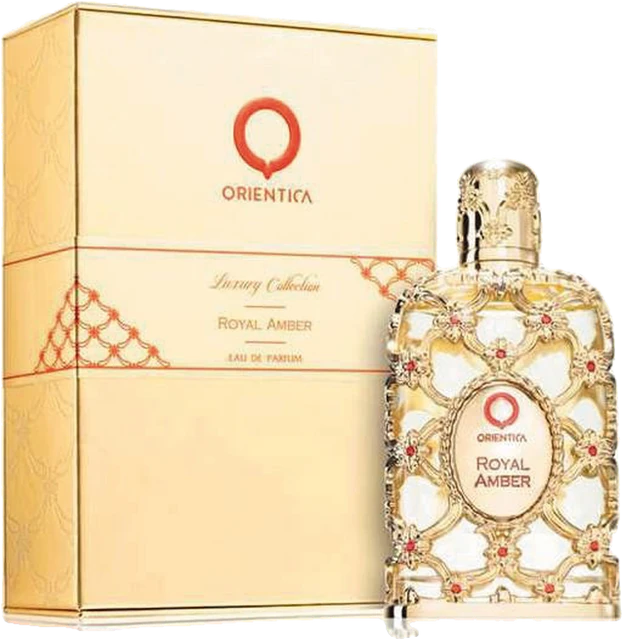 ORIENTICA
Luxury Collection
ROYAL AMBER
EAU DE PARFUM
ORIENTICA
ROYAL
AMBER